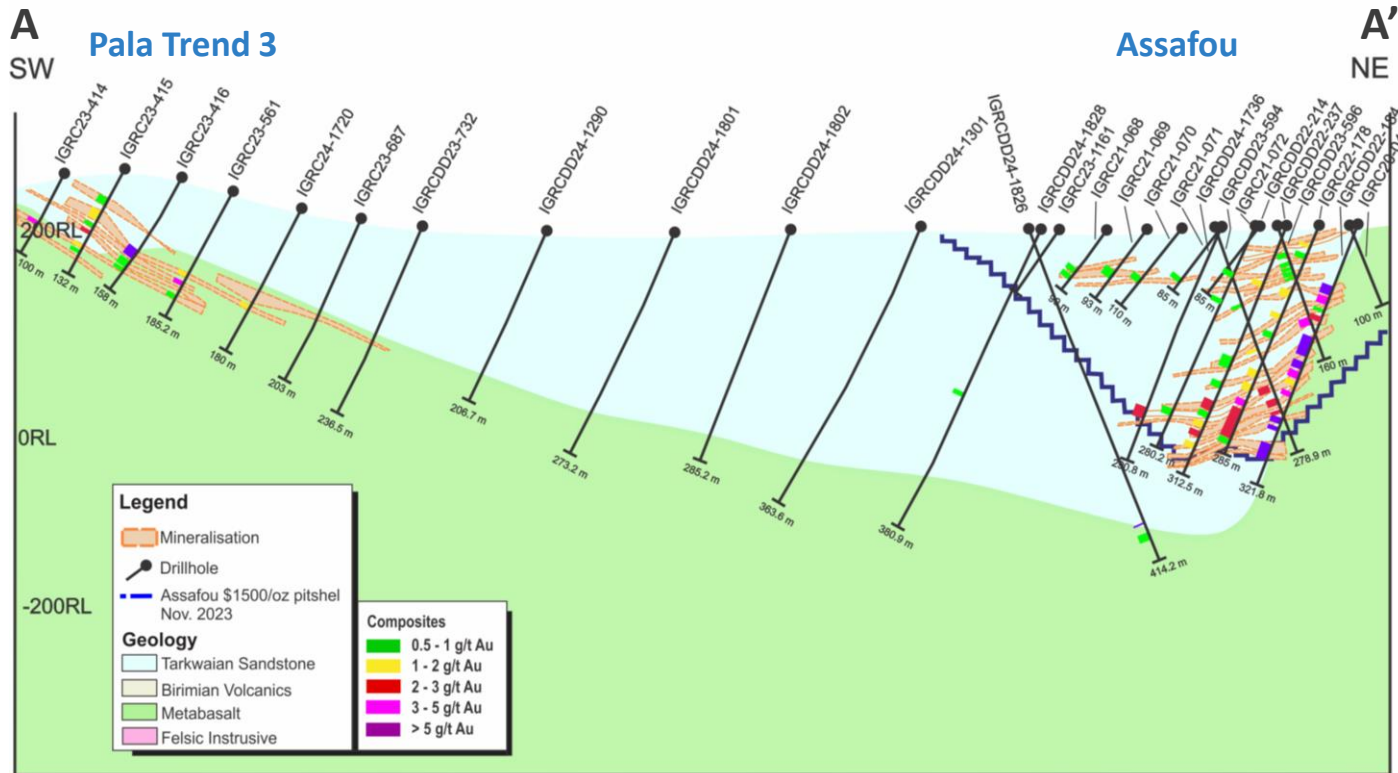 A
A'
Pala Trend 3
Assafou
SW
NE
IGRC23-414
IGRC23-415
IGRC23-416
IGRC23-561
IGRC24-1720
IGRC23-687
IGRCDD23-732
IGRCDD24-1290
IGRCDD24-1801
IGRCDD24-1802
IGRCDD24-1301
IGRCDD24-1826
IGRCDD24-1828
IGRC23-1161
IGRC21-068
IGRC21-069
IGRC21-070
IGRC21-071
IGRCDD24-1736
IGRCDD23-594
IGRC21-072
IGRCDD22-214
IGRCDD22-237
IGRCDD23-596
IGRC22-178
200RL
0RL
-200RL
100 m
132 m
158 m
185.2 m
180 m
203 m
236.5 m
206.7 m
273.2 m
285.2 m
363.6 m
380.9 m
414.2 m
93 m
110 m
85 m
85 m
280.2 m
312.5 m
285 m
321.8 m
278.9 m
160 m
100 m
Legend
Mineralisation
Drillhole
Assafou $1500/oz pitshel
Nov. 2023
Geology
Tarkwaian Sandstone
Birimian Volcanics
Metabasalt
Felsic Instrusive
Composites
0.5 - 1 g/t Au
1 - 2 g/t Au
2 - 3 g/t Au
3 - 5 g/t Au
> 5 g/t Au